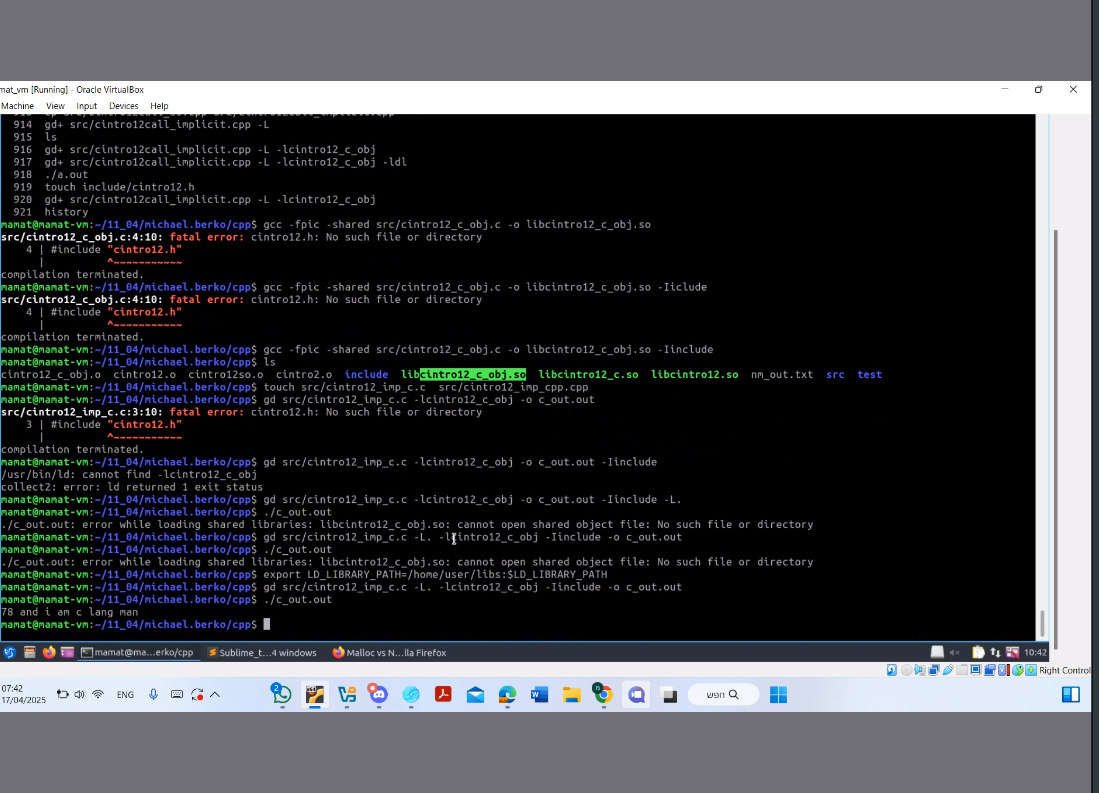 mat_vm [Running] - Oracle VirtualBox
Machine View Input Devices Help
914 gd+ src/cintro12call_implicit.cpp -L
915 ls
916 gd+ src/cintro12call_implicit.cpp -L -lcintro12_c_obj
917 gd+ src/cintro12call_implicit.cpp -L -lcintro12_c_obj -ldl
918 ./a.out
919 touch include/cintro12.h
920 gd+ src/cintro12call_implicit.cpp -L -lcintro12_c_obj
921 history
mamat@mamat-vm:~/11_04/michael.berko/cpp$ gcc -fpic -shared src/cintro12_c_obj.c -o libcintro12_c_obj.so
src/cintro12_c_obj.c:4:10: fatal error: cintro12.h: No such file or directory
4 | #include "cintro12.h"
| ^~~~~~~~~~~~
compilation terminated.
mamat@mamat-vm:~/11_04/michael.berko/cpp$ gcc -fpic -shared src/cintro12_c_obj.c -o libcintro12_c_obj.so -Iiclude
src/cintro12_c_obj.c:4:10: fatal error: cintro12.h: No such file or directory
4 | #include "cintro12.h"
| ^~~~~~~~~~~~
compilation terminated.
mamat@mamat-vm:~/11_04/michael.berko/cpp$ gcc -fpic -shared src/cintro12_c_obj.c -o libcintro12_c_obj.so -Iinclude
mamat@mamat-vm:~/11_04/michael.berko/cpp$ ls
cintro12_c_obj.o cintro12.o cintro12so.o cintro2.o include libcintro12_c_obj.so libcintro12_c.so libcintro12.so nm_out.txt src test
mamat@mamat-vm:~/11_04/michael.berko/cpp$ touch src/cintro12_imp_c.c src/cintro12_imp_cpp.cpp
mamat@mamat-vm:~/11_04/michael.berko/cpp$ gd src/cintro12_imp_c.c -lcintro12_c_obj -o c_out.out
src/cintro12_imp_c.c:3:10: fatal error: cintro12.h: No such file or directory
3 | #include "cintro12.h"
| ^~~~~~~~~~~~
compilation terminated.
mamat@mamat-vm:~/11_04/michael.berko/cpp$ gd src/cintro12_imp_c.c -lcintro12_c_obj -o c_out.out -Iinclude
/usr/bin/ld: cannot find -lcintro12_c_obj
collect2: error: ld returned 1 exit status
mamat@mamat-vm:~/11_04/michael.berko/cpp$ gd src/cintro12_imp_c.c -lcintro12_c_obj -o c_out.out -Iinclude -L.
mamat@mamat-vm:~/11_04/michael.berko/cpp$ ./c_out.out
./c_out.out: error while loading shared libraries: libcintro12_c_obj.so: cannot open shared object file: No such file or directory
mamat@mamat-vm:~/11_04/michael.berko/cpp$ gd src/cintro12_imp_c.c -L. -lcintro12_c_obj -Iinclude -o c_out.out
mamat@mamat-vm:~/11_04/michael.berko/cpp$ ./c_out.out
./c_out.out: error while loading shared libraries: libcintro12_c_obj.so: cannot open shared object file: No such file or directory
mamat@mamat-vm:~/11_04/michael.berko/cpp$ export LD_LIBRARY_PATH=/home/user/libs:$LD_LIBRARY_PATH
mamat@mamat-vm:~/11_04/michael.berko/cpp$ gd src/cintro12_imp_c.c -L. -lcintro12_c_obj -Iinclude -o c_out.out
mamat@mamat-vm:~/11_04/michael.berko/cpp$ ./c_out.out
78 and i am c lang man
mamat@mamat-vm:~/11_04/michael.berko/cpp$
mamat@ma...erko/cpp Sublime_t...4 windows Malloc vs N...lla Firefox 10:42
Right Control
07:42
17/04/2025
ENG
2
חפש